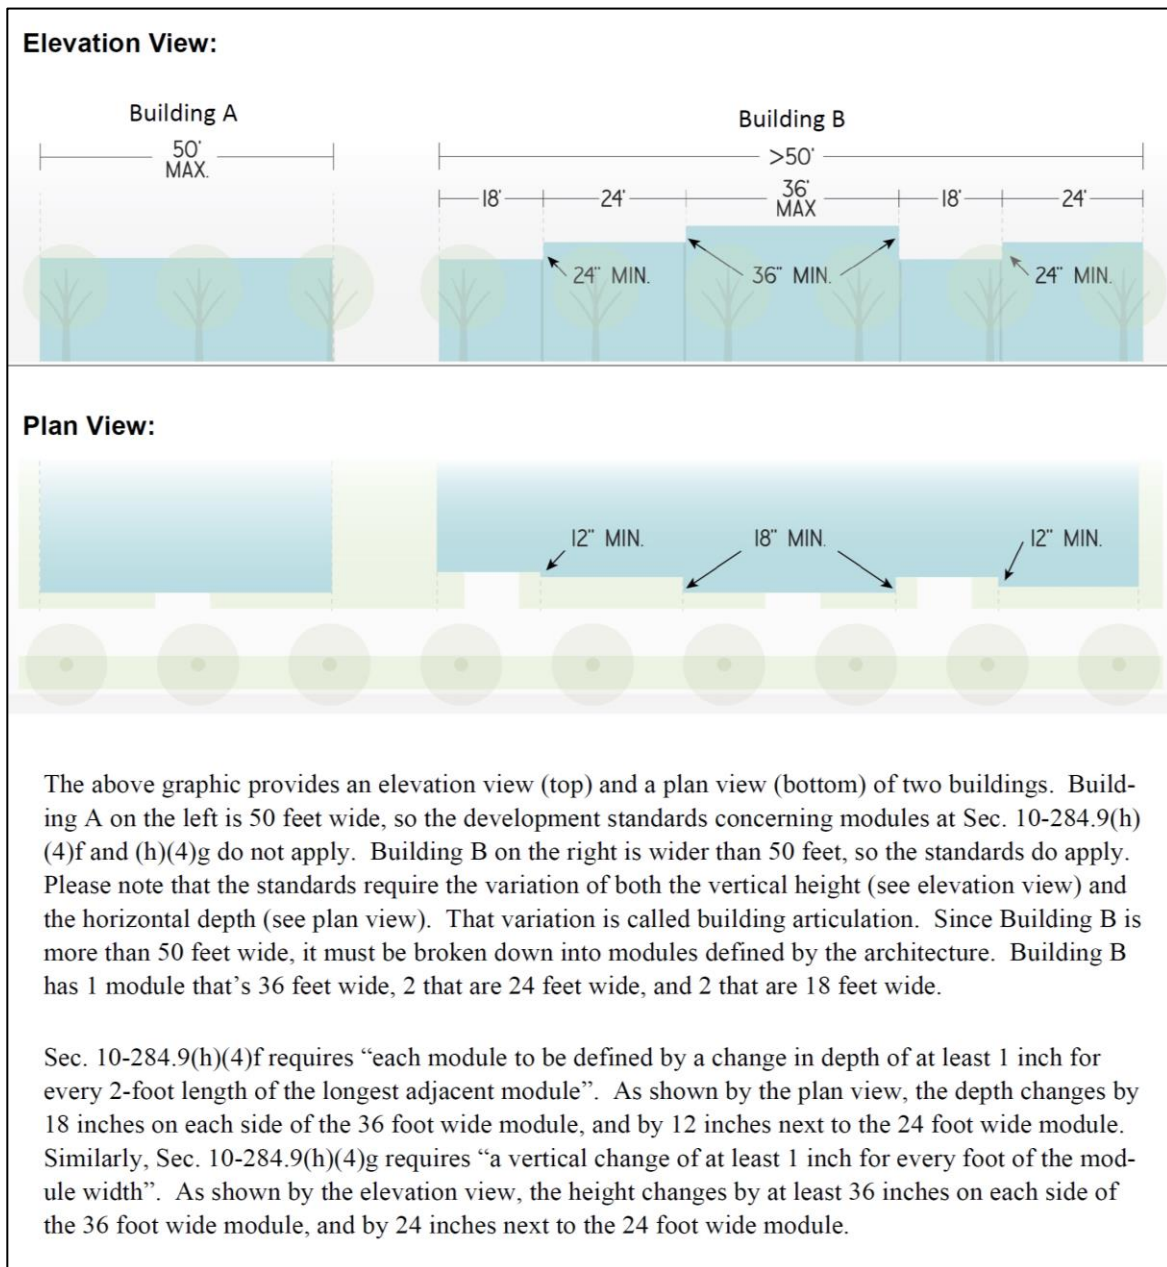 Elevation View:
Building A
Building B
50'
MAX.
>50'
18'
24'
36'
MAX
18'
24'
24" MIN.
36" MIN.
24" MIN.
Plan View:
12" MIN.
18" MIN.
12" MIN.
The above graphic provides an elevation view (top) and a plan view (bottom) of two buildings.  Build-
ing A on the left is 50 feet wide, so the development standards concerning modules at Sec. 10-284.9(h)
(4)f and (h)(4)g do not apply.  Building B on the right is wider than 50 feet, so the standards do apply.
Please note that the standards require the variation of both the vertical height (see elevation view) and
the horizontal depth (see plan view).  That variation is called building articulation.  Since Building B is
more than 50 feet wide, it must be broken down into modules defined by the architecture.  Building B
has 1 module that's 36 feet wide, 2 that are 24 feet wide, and 2 that are 18 feet wide.
Sec. 10-284.9(h)(4)f requires “each module to be defined by a change in depth of at least 1 inch for
every 2-foot length of the longest adjacent module”.  As shown by the plan view, the depth changes by
18 inches on each side of the 36 foot wide module, and by 12 inches next to the 24 foot wide module.
Similarly, Sec. 10-284.9(h)(4)g requires “a vertical change of at least 1 inch for every foot of the mod-
ule width”.  As shown by the elevation view, the height changes by at least 36 inches on each side of
the 36 foot wide module, and by 24 inches next to the 24 foot wide module.